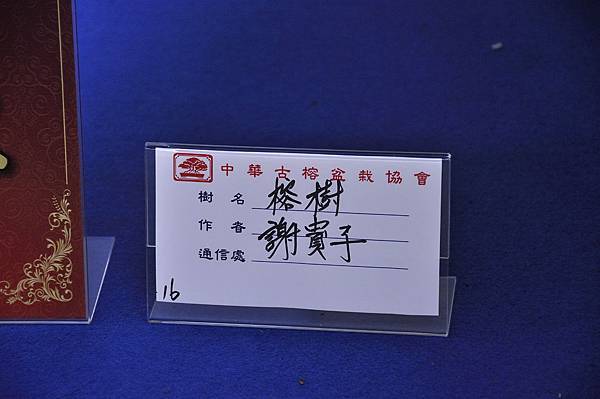 中華古榕盆栽協會
樹名 榕樹
作者 謝貴子
通信處
16